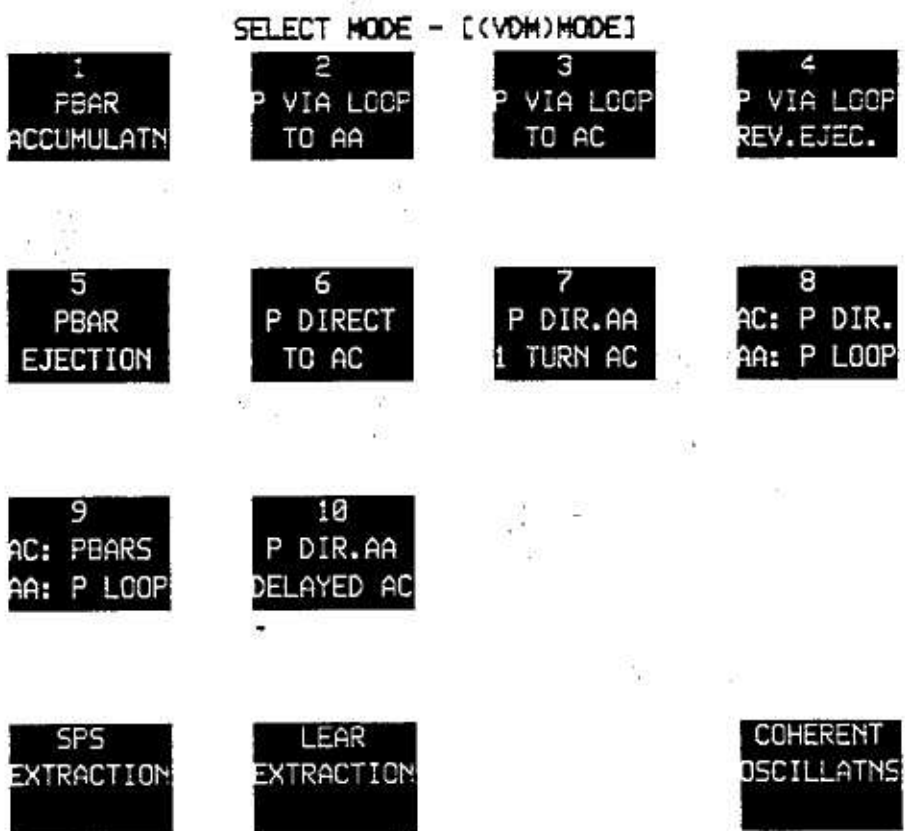 SELECT MODE - [(VDM)MODE]
1
PBAR
ACCUMULATN
2
P VIA LOOP
TO AA
3
P VIA LOOP
TO AC
4
P VIA LOOP
REV.EJEC.
5
PBAR
EJECTION
6
P DIRECT
TO AC
7
P DIR.AA
1 TURN AC
8
AC: P DIR.
AA: P LOOP
9
AC: PBARS
AA: P LOOP
10
P DIR.AA
DELAYED AC
SPS
EXTRACTION
LEAR
EXTRACTION
COHERENT
OSCILLATNS